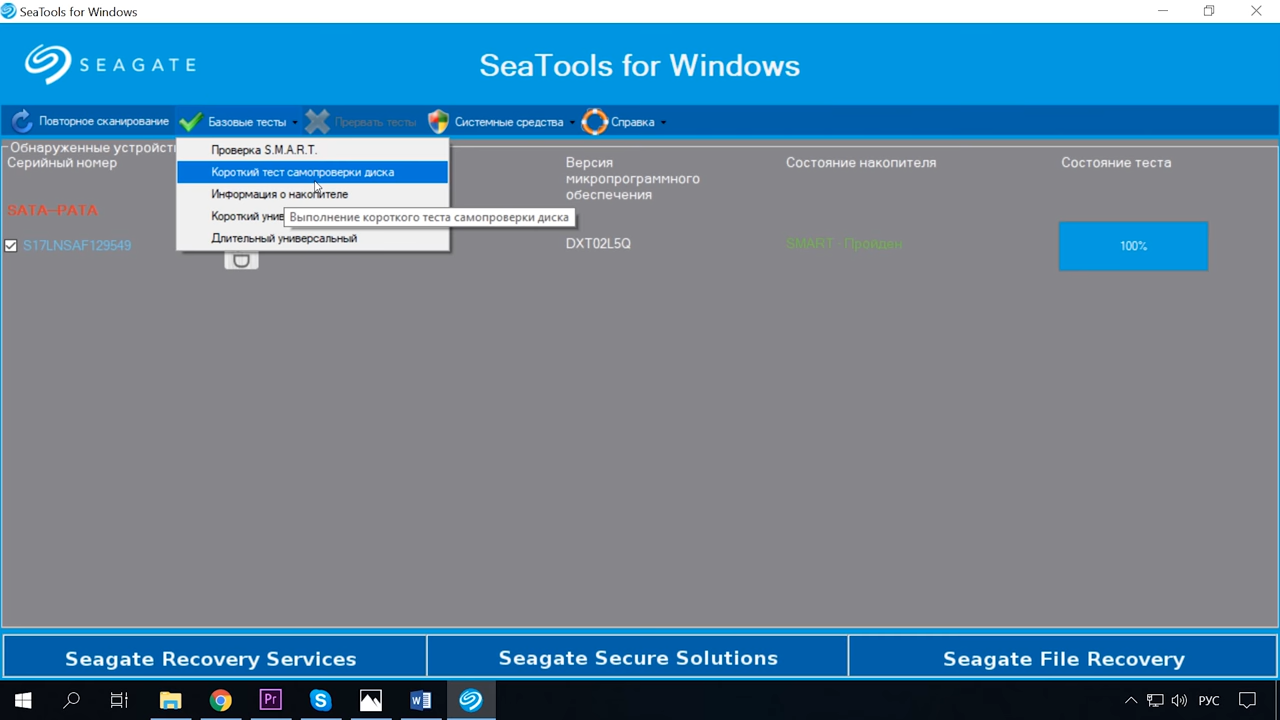 SeaTools for Windows
SEAGATE
SeaTools for Windows
Повторное сканирование
Базовые тесты
Прервать тесты
Системные средства
Справка
Обнаруженные устройств
Серийный номер
Версия
микропрограммного
обеспечения
Состояние накопителя
Состояние теста
Проверка S.M.A.R.T.
Короткий тест самопроверки диска
Информация о накопителе
Короткий унив
Выполнение короткого теста самопроверки диска
Длительный универсальный
SATA--PATA
S17LNSAF129549
DXT02L5Q
SMART Пройден
100%
Seagate Recovery Services
Seagate Secure Solutions
Seagate File Recovery
Pr
S
W
РУС